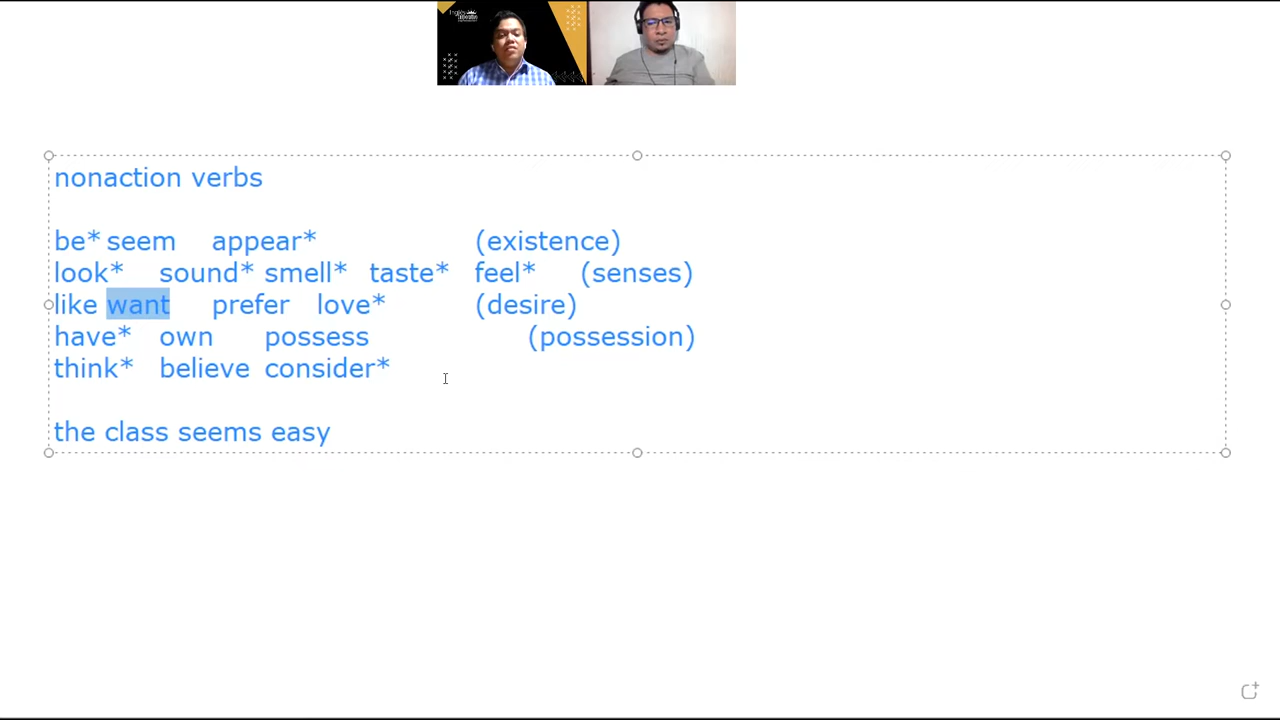 nonaction verbs
be* seem appear* (existence)
look* sound* smell* taste* feel* (senses)
like want prefer love* (desire)
have* own possess (possession)
think* believe consider*
the class seems easy